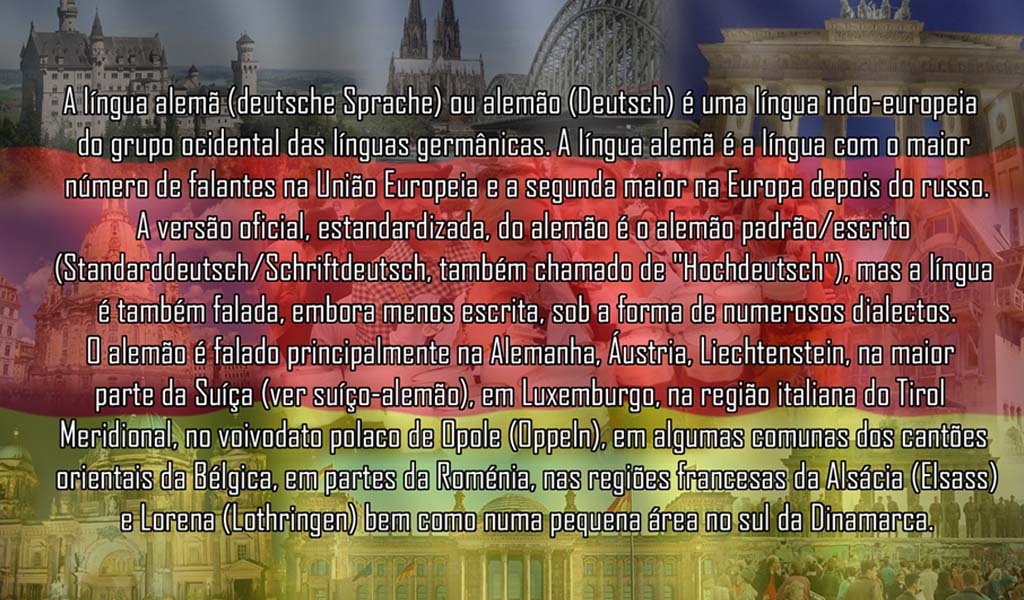 A língua alemã (deutsche Sprache) ou alemão (Deutsch) é uma língua indo-europeia
do grupo ocidental das línguas germânicas. A língua alemã é a língua com o maior
número de falantes na União Europeia e a segunda maior na Europa depois do russo.
A versão oficial, estandardizada, do alemão é o alemão padrão/escrito
(Standarddeutsch/Schriftdeutsch, também chamado de "Hochdeutsch"), mas a língua
é também falada, embora menos escrita, sob a forma de numerosos dialectos.
O alemão é falado principalmente na Alemanha, Áustria, Liechtenstein, na maior
parte da Suíça (ver suíço-alemão), em Luxemburgo, na região italiana do Tirol
Meridional, no voivodato polaco de Opole (Oppeln), em algumas comunas dos cantões
orientais da Bélgica, em partes da Roménia, nas regiões francesas da Alsácia (Elsass)
e Lorena (Lothringen) bem como numa pequena área no sul da Dinamarca.